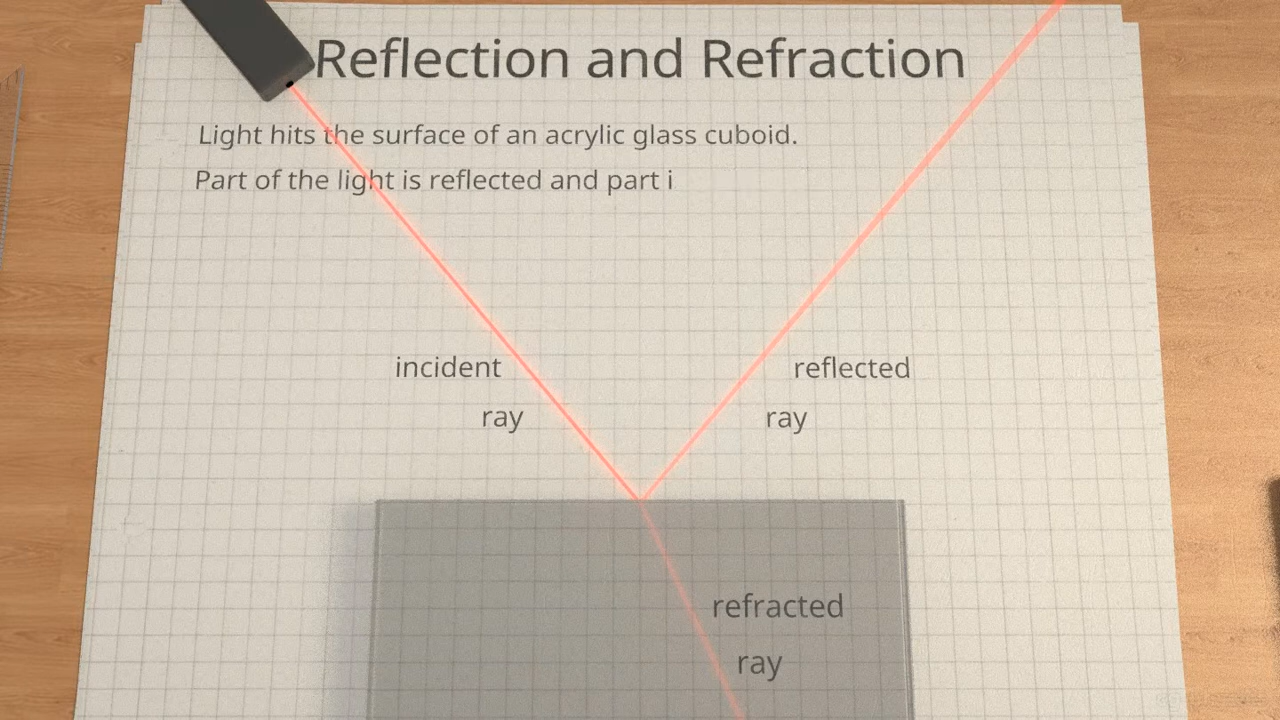 Reflection and Refraction
Light hits the surface of an acrylic glass cuboid.
Part of the light is reflected and part i
incident
ray
reflected
ray
refracted
ray